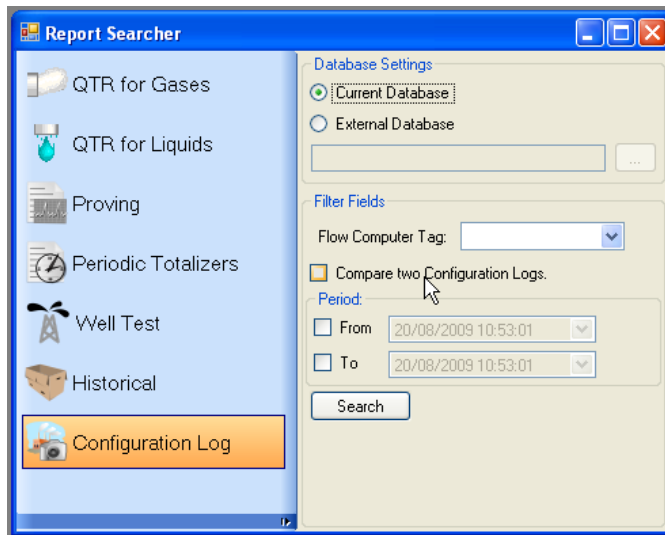 Report Searcher
QTR for Gases
QTR for Liquids
Proving
Periodic Totalizers
Well Test
Historical
Configuration Log
Database Settings
Current Database
External Database
...
Filter Fields
Flow Computer Tag:
Compare two Configuration Logs.
Period:
From 20/08/2009 10:53:01
To 20/08/2009 10:53:01
Search